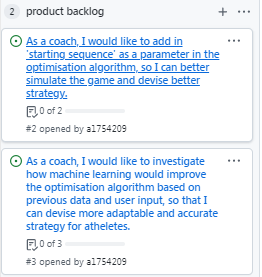 2 product backlog
As a coach, I would like to add in
'starting sequence' as a parameter in the
optimisation algorithm, so I can better
simulate the game and devise better
strategy.
0 of 2
#2 opened by a1754209
As a coach, I would like to investigate
how machine learning would improve
the optimisation algorithm based on
previous data and user input, so that I
can devise more adaptable and accurate
strategy for atheletes.
0 of 3
#3 opened by a1754209